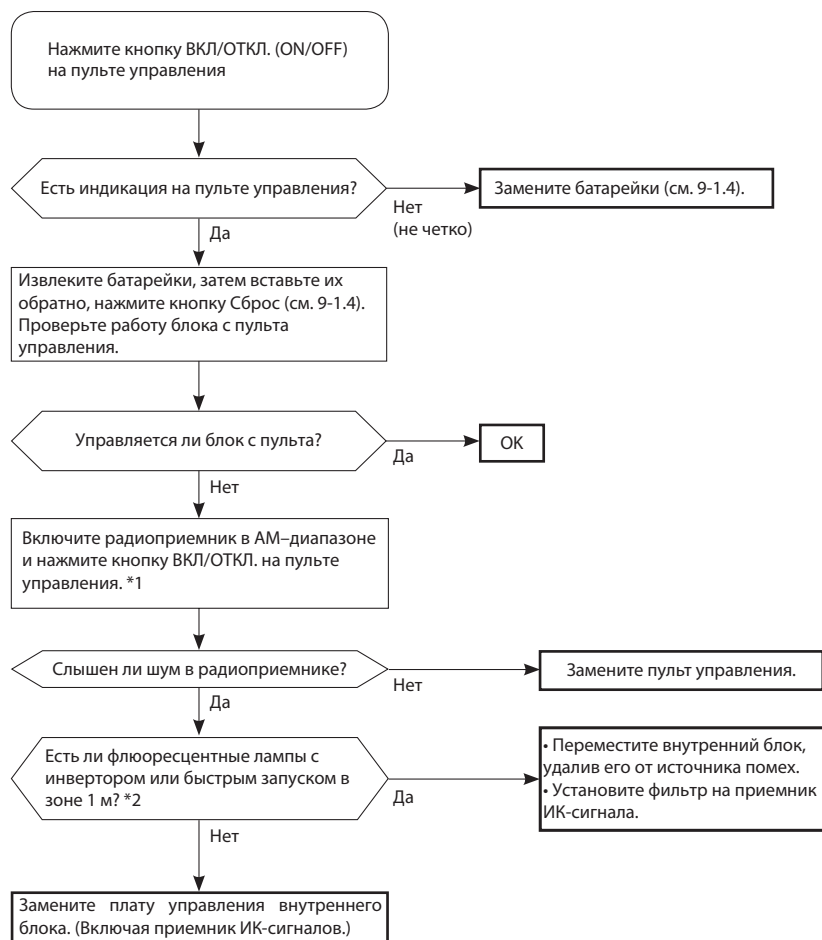 Нажмите кнопку ВКЛ/ОТКЛ. (ON/OFF)
на пульте управления
Есть индикация на пульте управления?
Замените батарейки (см. 9-1.4).
Нет
(не четко)
Да
Извлеките батарейки, затем вставьте их
обратно, нажмите кнопку Сброс (см. 9-1.4).
Проверьте работу блока с пульта
управления.
Управляется ли блок с пульта?
OK
Да
Нет
Включите радиоприемник в АМ–диапазоне
и нажмите кнопку ВКЛ/ОТКЛ. на пульте
управления. *1
Слышен ли шум в радиоприемнике?
Замените пульт управления.
Нет
Да
Есть ли флюоресцентные лампы с
инвертором или быстрым запуском в
зоне 1 м? *2
• Переместите внутренний блок,
удалив его от источника помех.
• Установите фильтр на приемник
ИК-сигнала.
Да
Нет
Замените плату управления внутреннего
блока. (Включая приемник ИК-сигналов.)